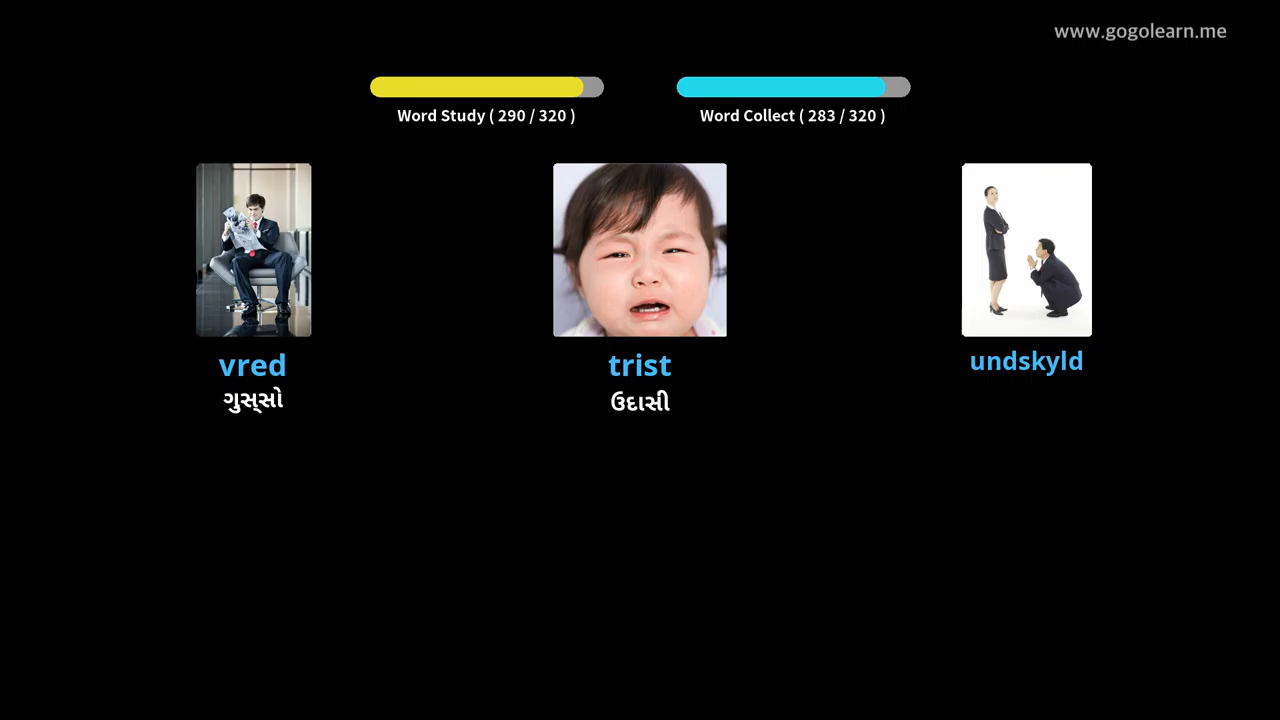 www.gogolearn.me
Word Study ( 290 / 320 )
Word Collect ( 283 / 320 )
vred
trist
undskyld
ગુસ્સો
ઉદાસી